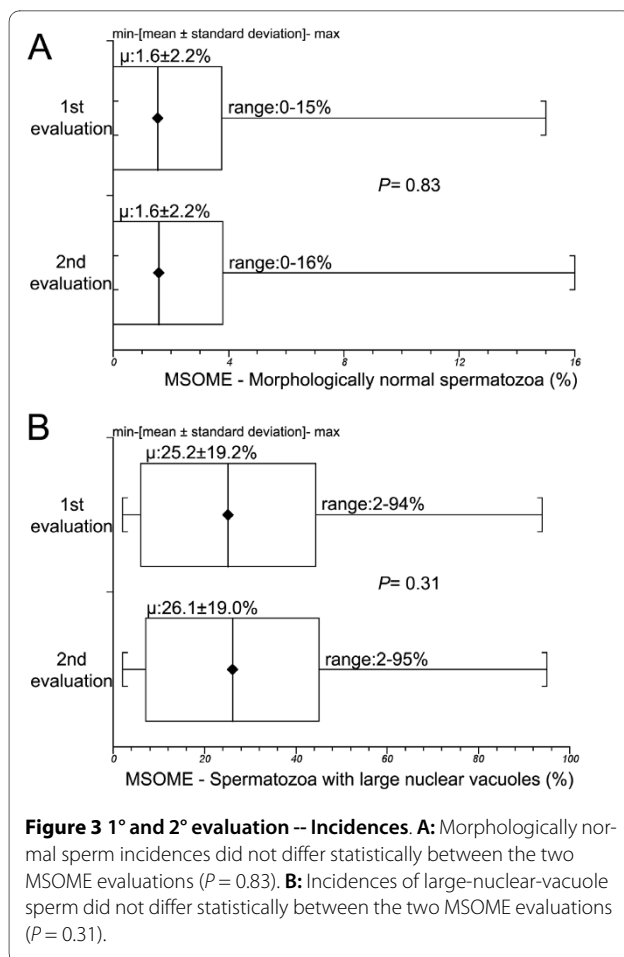 A
min-[mean ± standard deviation]- max
µ:1.6±2.2%
1st
evaluation
range:0-15%
P= 0.83
µ:1.6±2.2%
2nd
evaluation
range:0-16%
0 4 8 12 16
MSOME - Morphologically normal spermatozoa (%)
B
min-[mean ± standard deviation]- max
µ:25.2±19.2%
1st
evaluation
range:2-94%
P= 0.31
µ:26.1±19.0%
2nd
evaluation
range:2-95%
0 20 40 60 80 100
MSOME - Spermatozoa with large nuclear vacuoles (%)
Figure 3 1° and 2° evaluation -- Incidences. A: Morphologically nor-
mal sperm incidences did not differ statistically between the two
MSOME evaluations (P = 0.83). B: Incidences of large-nuclear-vacuole
sperm did not differ statistically between the two MSOME evaluations
(P = 0.31).